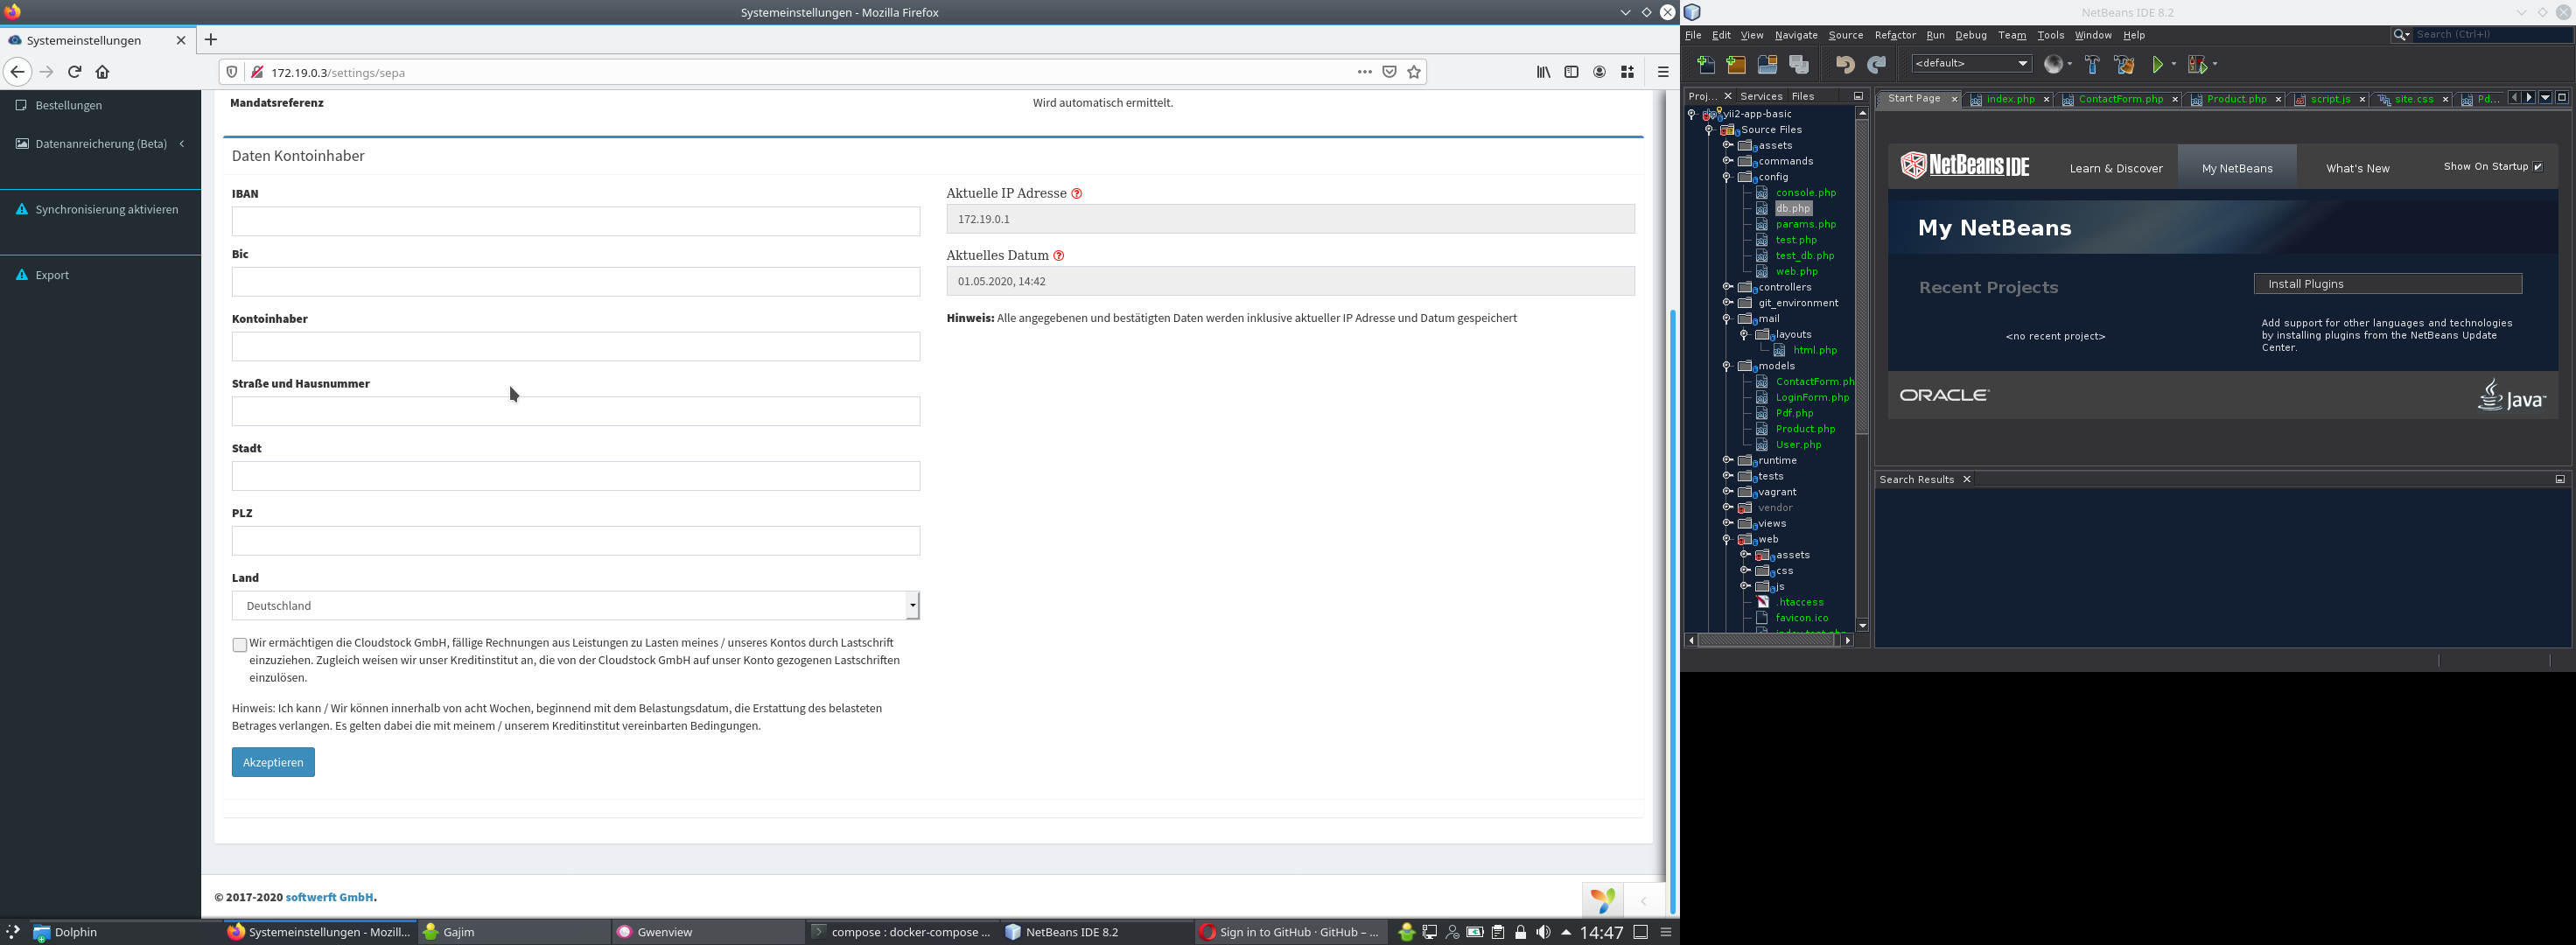 Systemeinstellungen - Mozilla Firefox
Systemeinstellungen
172.19.0.3/settings/sepa
Bestellungen
Datenanreicherung (Beta)
Synchronisierung aktivieren
Export
Mandatsreferenz
Wird automatisch ermittelt.
Daten Kontoinhaber
IBAN
Bic
Kontoinhaber
Straße und Hausnummer
Stadt
PLZ
Land
Deutschland
Wir ermächtigen die Cloudstock GmbH, fällige Rechnungen aus Leistungen zu Lasten meines / unseres Kontos durch Lastschrift
einzuziehen. Zugleich weisen wir unser Kreditinstitut an, die von der Cloudstock GmbH auf unser Konto gezogenen Lastschriften
einzulösen.
Hinweis: Ich kann / Wir können innerhalb von acht Wochen, beginnend mit dem Belastungsdatum, die Erstattung des belasteten
Betrages verlangen. Es gelten dabei die mit meinem / unserem Kreditinstitut vereinbarten Bedingungen.
Akzeptieren
Aktuelle IP Adresse
172.19.0.1
Aktuelles Datum
01.05.2020, 14:42
Hinweis: Alle angegebenen und bestätigten Daten werden inklusive aktueller IP Adresse und Datum gespeichert
© 2017-2020 softwerft GmbH.
NetBeans IDE 8.2
File Edit View Navigate Source Refactor Run Debug Team Tools Window Help
Search (Ctrl+I)
<default>
Proj... Services Files
yii2-app-basic
Source Files
assets
commands
config
console.php
db.php
params.php
test.php
test_db.php
web.php
controllers
git_environment
mail
layouts
html.php
models
ContactForm.ph
LoginForm.php
Pdf.php
Product.php
User.php
runtime
tests
vagrant
vendor
views
web
assets
css
js
.htaccess
favicon.ico
Start Page index.php ContactForm.php Product.php script.js site.css Pd...
NetBeans IDE
Learn & Discover
My NetBeans
What's New
Show On Startup
My NetBeans
Recent Projects
<no recent project>
Install Plugins
Add support for other languages and technologies
by installing plugins from the NetBeans Update
Center.
ORACLE
Java
Search Results
Dolphin
Systemeinstellungen - Mozill...
Gajim
Gwenview
compose : docker-compose ...
NetBeans IDE 8.2
Sign in to GitHub · GitHub – ...
14:47